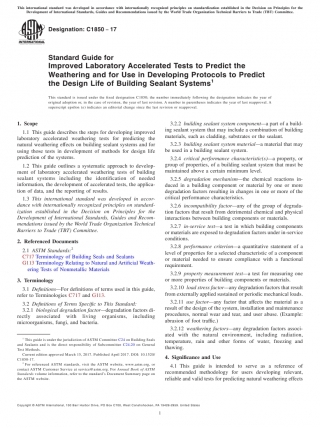 This international standard was developed in accordance with internationally recognized principles on standardization established in the Decision on Principles for the
Development of International Standards, Guides and Recommendations issued by the World Trade Organization Technical Barriers to Trade (TBT) Committee.
Designation: C1850 − 17
Standard Guide for
Improved Laboratory Accelerated Tests to Predict the
Weathering and for Use in Developing Protocols to Predict
the Design Life of Building Sealant Systems¹
This standard is issued under the fixed designation C1850; the number immediately following the designation indicates the year of
original adoption or, in the case of revision, the year of last revision. A number in parentheses indicates the year of last reapproval. A
superscript epsilon (ε) indicates an editorial change since the last revision or reapproval.
1. Scope
1.1 This guide describes the steps for developing improved
laboratory accelerated weathering tests for predicting the
natural weathering effects on building sealant systems and for
using these tests in development of methods for design life
prediction of the systems.
1.2 This guide outlines a systematic approach to develop-
ment of laboratory accelerated weathering tests of building
sealant systems including the identification of needed
information, the development of accelerated tests, the applica-
tion of data, and the reporting of results.
1.3 This international standard was developed in accor-
dance with internationally recognized principles on standard-
ization established in the Decision on Principles for the
Development of International Standards, Guides and Recom-
mendations issued by the World Trade Organization Technical
Barriers to Trade (TBT) Committee.
2. Referenced Documents
2.1 ASTM Standards:²
C717 Terminology of Building Seals and Sealants
G113 Terminology Relating to Natural and Artificial Weath-
ering Tests of Nonmetallic Materials
3. Terminology
3.1 Definitions—For definitions of terms used in this guide,
refer to Terminologies C717 and G113.
3.2 Definitions of Terms Specific to This Standard:
3.2.1 biological degradation factor—degradation factors di-
rectly associated with living organisms, including
microorganisms, fungi, and bacteria.
¹ This guide is under the jurisdiction of ASTM Committee C24 on Building Seals
and Sealants and is the direct responsibility of Subcommittee C24.20 on General
Test Methods.
Current edition approved March 15, 2017. Published April 2017. DOI: 10.1520/
C1850-17.
² For referenced ASTM standards, visit the ASTM website, www.astm.org, or
contact ASTM Customer Service at service@astm.org. For Annual Book of ASTM
Standards volume information, refer to the standard's Document Summary page on
the ASTM website.
3.2.2 building sealant system component—a part of a build-
ing sealant system that may include a combination of building
materials, such as cladding, substrates or the sealant.
3.2.3 building sealant system material—a material that may
be used in a building sealant system.
3.2.4 critical performance characteristic(s)—a property, or
group of properties, of a building sealant system that must be
maintained above a certain minimum level.
3.2.5 degradation mechanism—the chemical reactions in-
duced in a building component or material by one or more
degradation factors resulting in changes in one or more of the
critical performance characteristics.
3.2.6 incompatibility factor—any of the group of degrada-
tion factors that result from detrimental chemical and physical
interactions between building components or materials.
3.2.7 in-service test—a test in which building components
or materials are exposed to degradation factors under in-service
conditions.
3.2.8 performance criterion—a quantitative statement of a
level of performance for a selected characteristic of a component
or material needed to ensure compliance with a functional
requirement.
3.2.9 property measurement test—a test for measuring one
or more properties of building components or materials.
3.2.10 load stress factor—any degradation factors that result
from externally applied sustained or periodic mechanical loads.
3.2.11 use factor—any factor that affects the material as a
result of the design of the system, installation and maintenance
procedures, normal wear and tear, and user abuse. (Example:
abrasion of foot traffic.)
3.2.12 weathering factors—any degradation factors associ-
ated with the natural environment, including radiation,
temperature, rain and other forms of water, freezing and
thawing.
4. Significance and Use
4.1 This guide is intended to serve as a reference of
recommended methodology for users developing relevant,
reliable and valid tests for predicting natural weathering effects
Copyright © ASTM International, 100 Barr Harbor Drive, PO Box C700, West Conshohocken, PA 19428-2959. United States
1